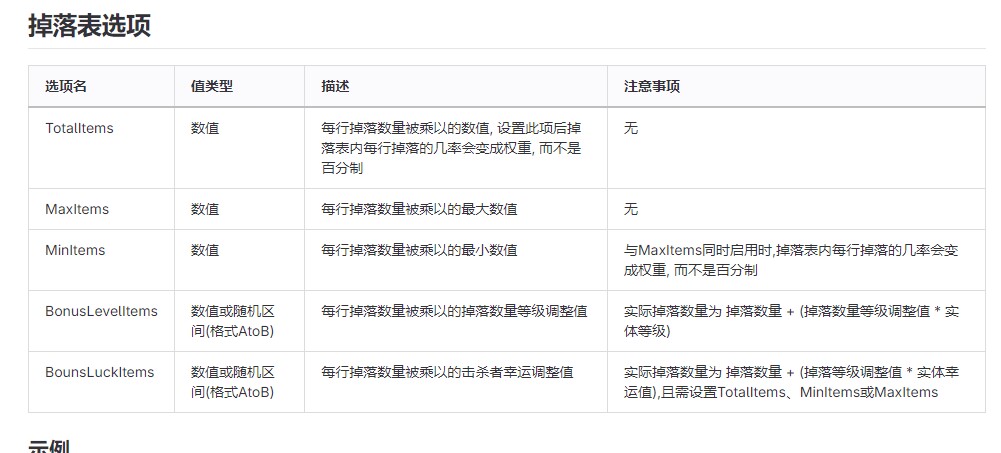 掉落表选项
选项名 值类型 描述 注意事项
TotalItems 数值 每行掉落数量被乘以的数值, 设置此项后掉 无
落表内每行掉落的几率会变成权重, 而不是
百分制
MaxItems 数值 每行掉落数量被乘以的最大数值 无
MinItems 数值 每行掉落数量被乘以的最小数值 与MaxItems同时启用时,掉落表内每行掉落的几率会变
成权重, 而不是百分制
BonusLevelItems 数值或随机区 每行掉落数量被乘以的掉落数量等级调整值 实际掉落数量为 掉落数量 + (掉落数量等级调整值 * 实
间(格式AtoB) 体等级)
BounsLuckItems 数值或随机区 每行掉落数量被乘以的击杀者幸运调整值 实际掉落数量为 掉落数量 + (掉落等级调整值 * 实体幸
间(格式AtoB) 运值),且需设置TotalItems、MinItems或MaxItems
示例